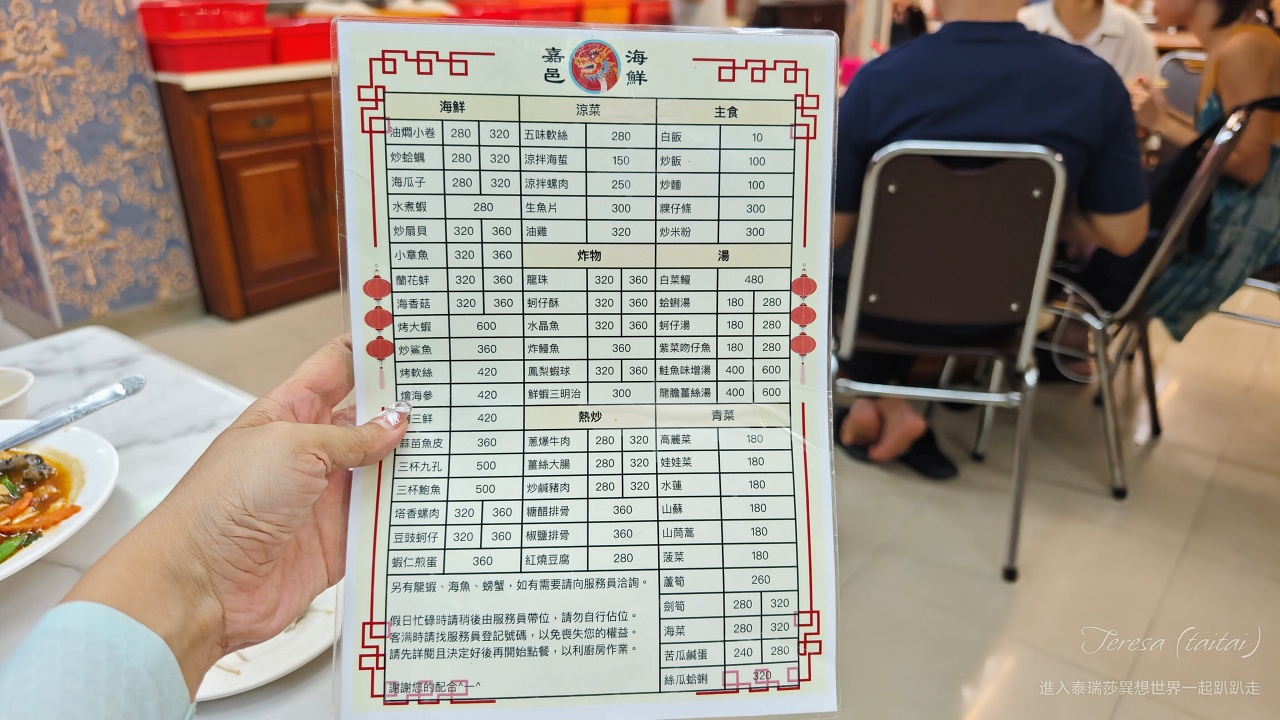 嘉邑 海鮮
海鮮 涼菜 主食
油燜小卷 280 320 五味軟絲 280 白飯 10
炒蛤蠣 280 320 涼拌海蜇 150 炒飯 100
海瓜子 280 320 涼拌螺肉 250 炒麵 100
水煮蝦 280 生魚片 300 粿仔條 300
炒扇貝 320 360 油雞 320 炒米粉 300
小章魚 320 360 炸物 湯
蘭花蚌 320 360 龍珠 320 360 白菜鰻 480
海香菇 320 360 蚵仔酥 320 360 蛤蜊湯 180 280
烤大蝦 600 水晶魚 320 360 蚵仔湯 180 280
炒鯊魚 360 炸鰻魚 360 紫菜吻仔魚 180 280
烤軟絲 420 鳳梨蝦球 320 360 鮭魚味增湯 400 600
燴海參 420 鮮蝦三明治 300 龍膽薑絲湯 400 600
三鮮 420 熱炒 青菜
蒜苗魚皮 360 蔥爆牛肉 280 320 高麗菜 180
三杯九孔 500 薑絲大腸 280 320 娃娃菜 180
三杯鮑魚 500 炒鹹豬肉 280 320 水蓮 180
塔香螺肉 320 360 糖醋排骨 360 山蘇 180
豆豉蚵仔 320 360 椒鹽排骨 360 山茼蒿 180
蝦仁煎蛋 360 紅燒豆腐 280 菠菜 180
蘆筍 260
劍筍 280 320
海菜 280 320
苦瓜鹹蛋 240 280
絲瓜蛤蜊 320
另有龍蝦、海魚、螃蟹，如有需要請向服務員洽詢。
假日忙碌時請稍後由服務員帶位，請勿自行佔位。
客滿時請找服務員登記號碼，以免喪失您的權益。
請先詳閱且決定好後再開始點餐，以利廚房作業。
謝謝您的配合^-^
Teresa (taitai)
進入泰瑞莎異想世界一起趴趴走